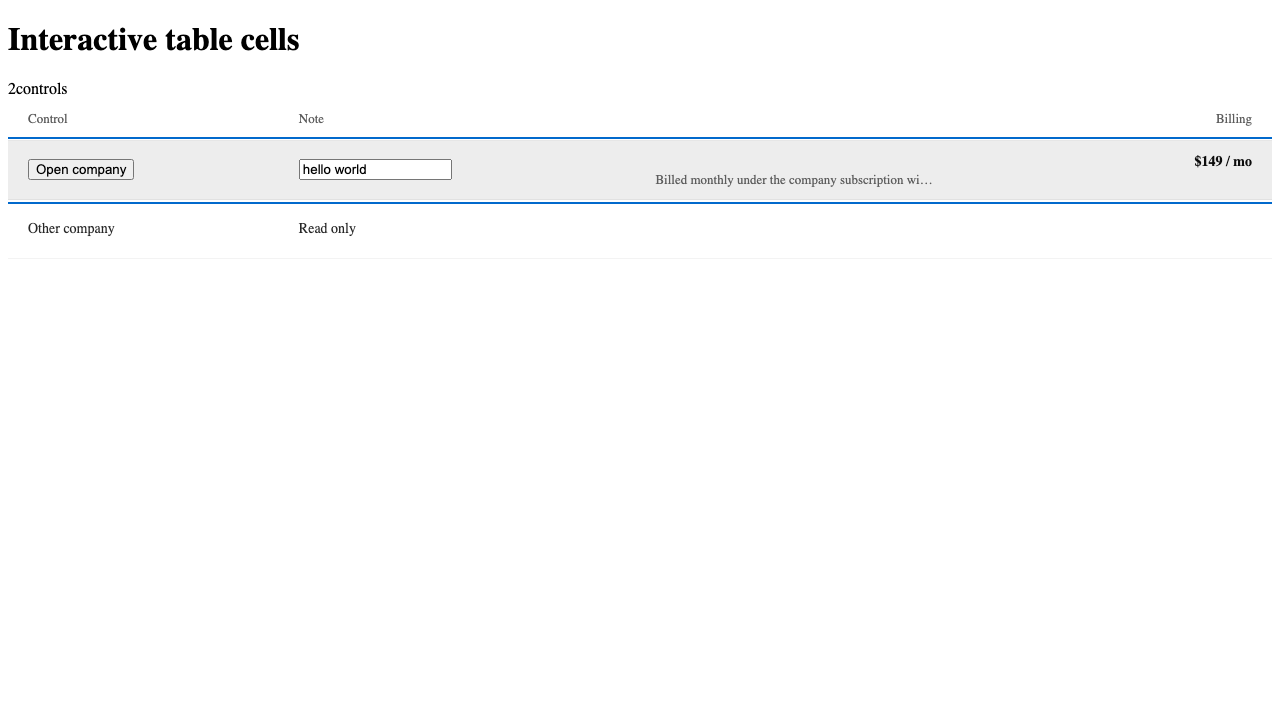 Interactive table cells
2controls
Control Note Billing
Open company hello world $149 / mo
Billed monthly under the company subscription wi…
Other company Read only